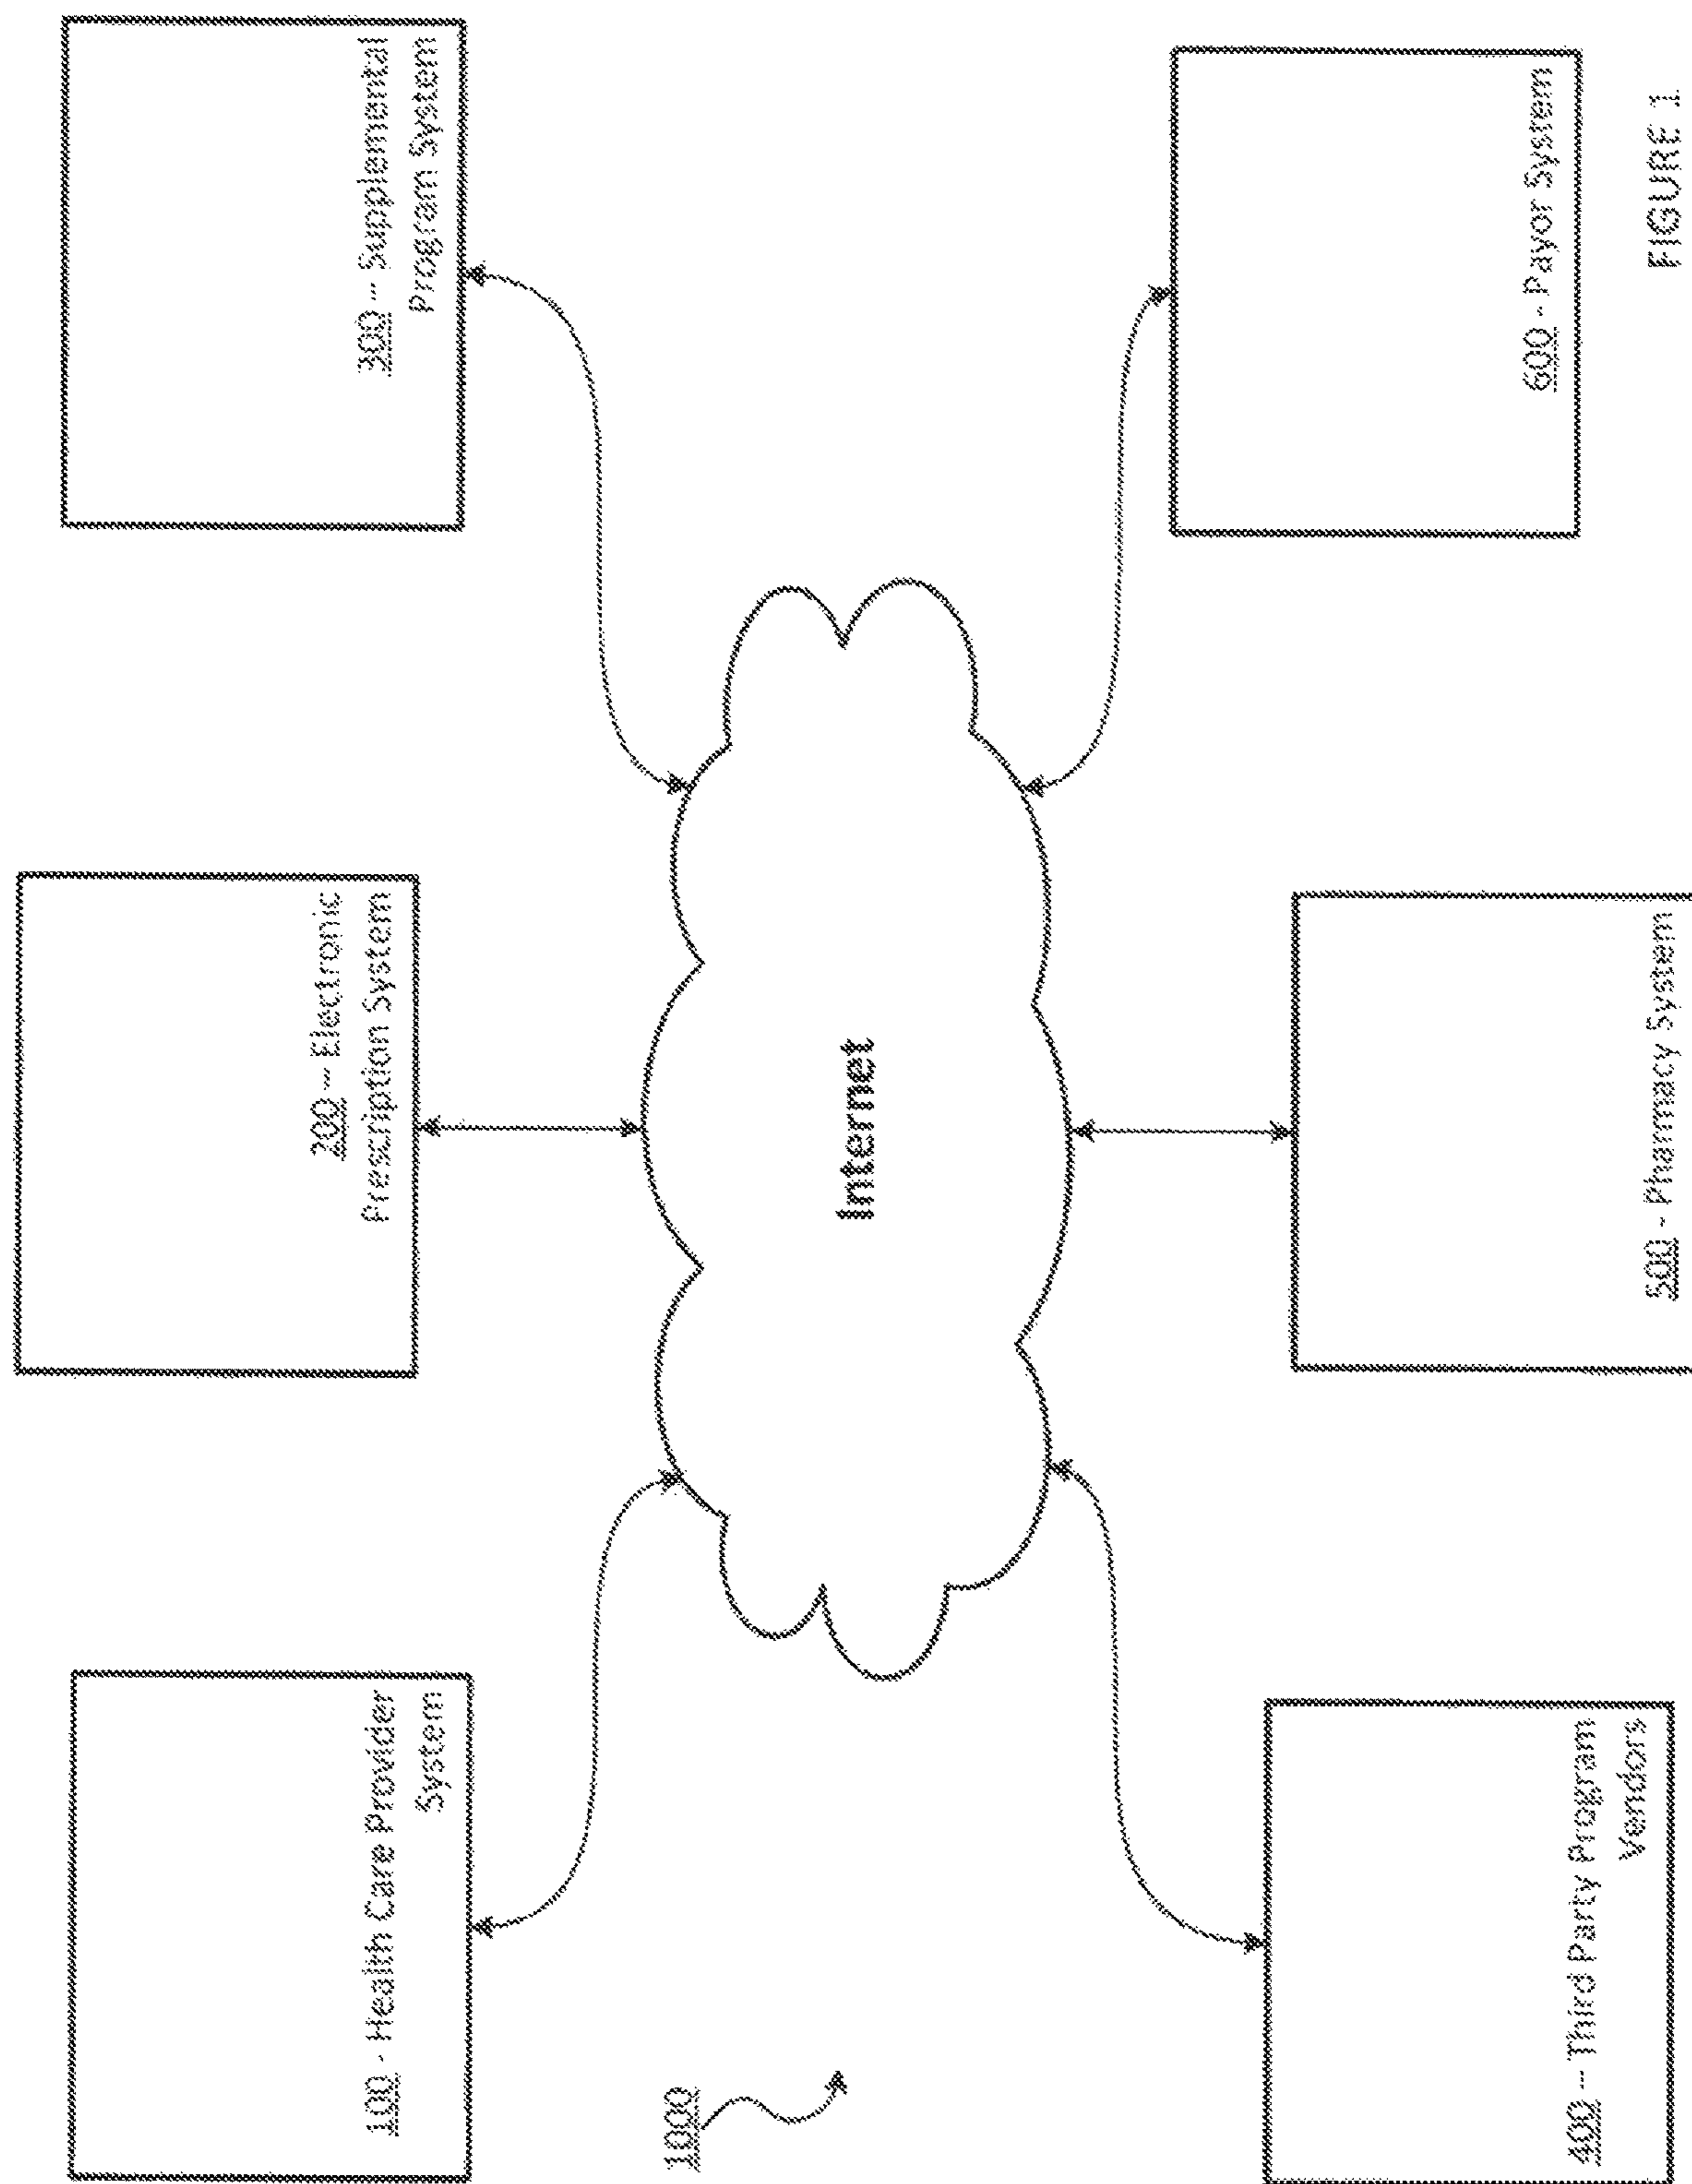 100 - Health Care Provider
System
200 – Electronic
Prescription System
300 – Supplemental
Program System
1000
Internet
400 – Third Party Program
Vendors
500 - Pharmacy System
600 - Payor System
FIGURE 1